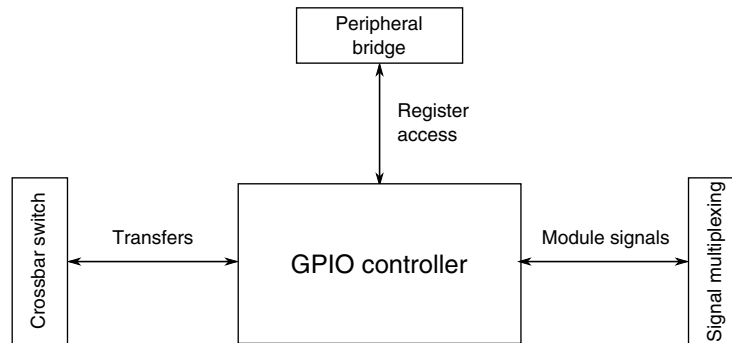 Peripheral
bridge
Register
access
Crossbar switch
Transfers
GPIO controller
Module signals
Signal multiplexing